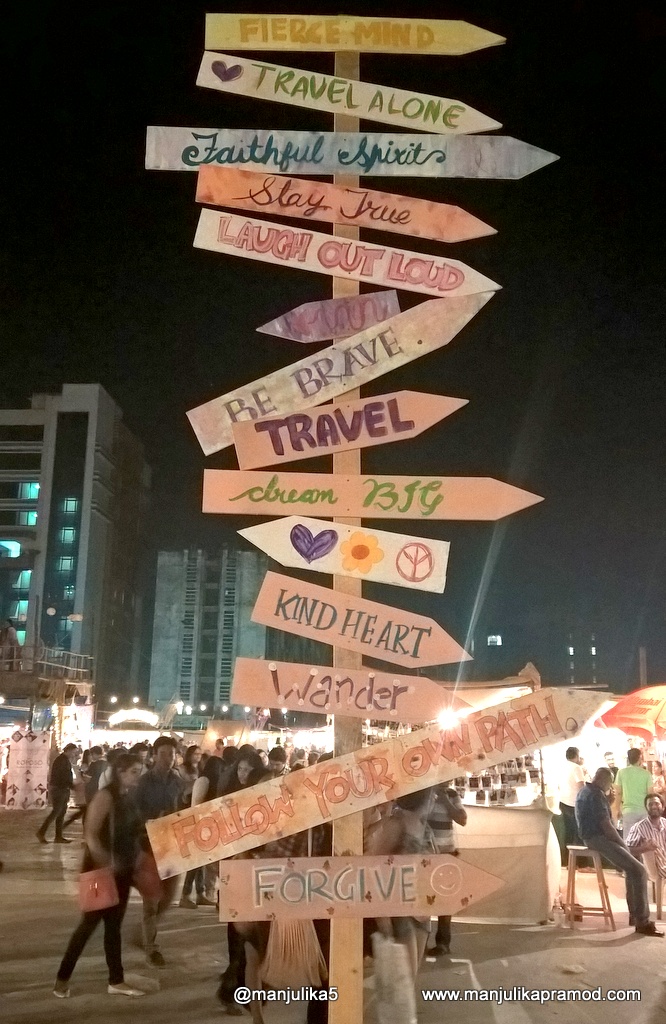 FIERCE MIND
TRAVEL ALONE
Faithful Spirits
Stay True
LAUGH OUT LOUD
BE BRAVE.
TRAVEL
dream BIG
KIND HEART
Wander
FOLLOW YOUR OWN PATH.
FORGIVE
@manjulika5
www.manjulikapramod.com